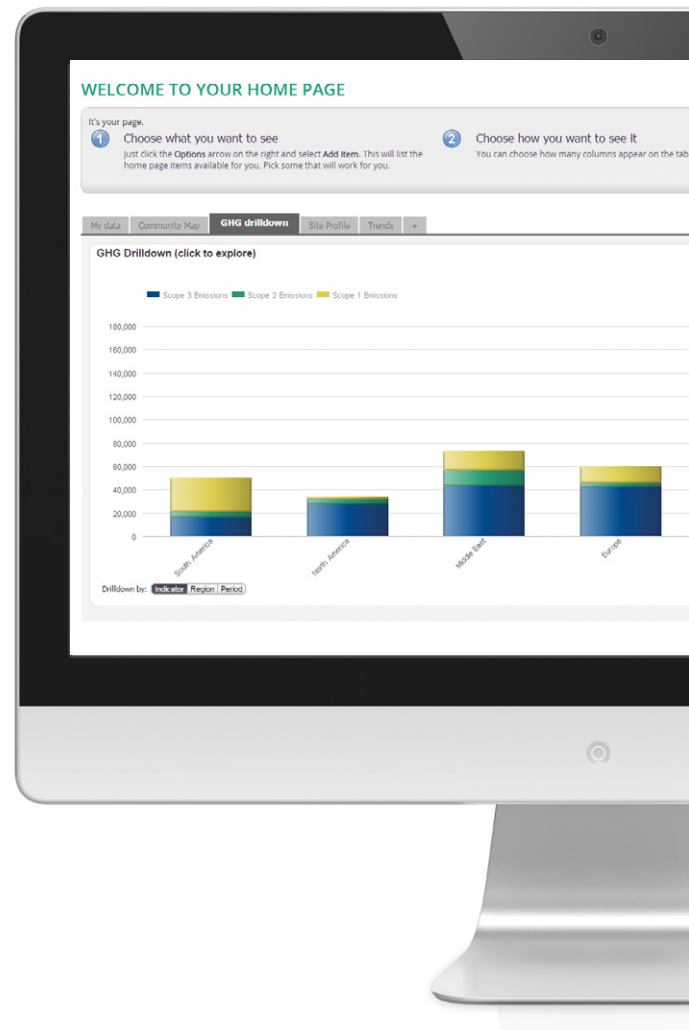 WELCOME TO YOUR HOME PAGE
It's your page.
1 Choose what you want to see
Just click the Options arrow on the right and select Add item. This will list the
home page items available for you. Pick some that will work for you.
2 Choose how you want to see it
You can choose how many columns appear on the tab
My data Community Map GHG drilldown Site Profile Trends +
GHG Drilldown (click to explore)
Scope 3 Emissions Scope 2 Emissions Scope 1 Emissions
180,000
160,000
140,000
120,000
100,000
80,000
60,000
40,000
20,000
0
South America North America Middle East Europe
Drilldown by: Indicator Region Period